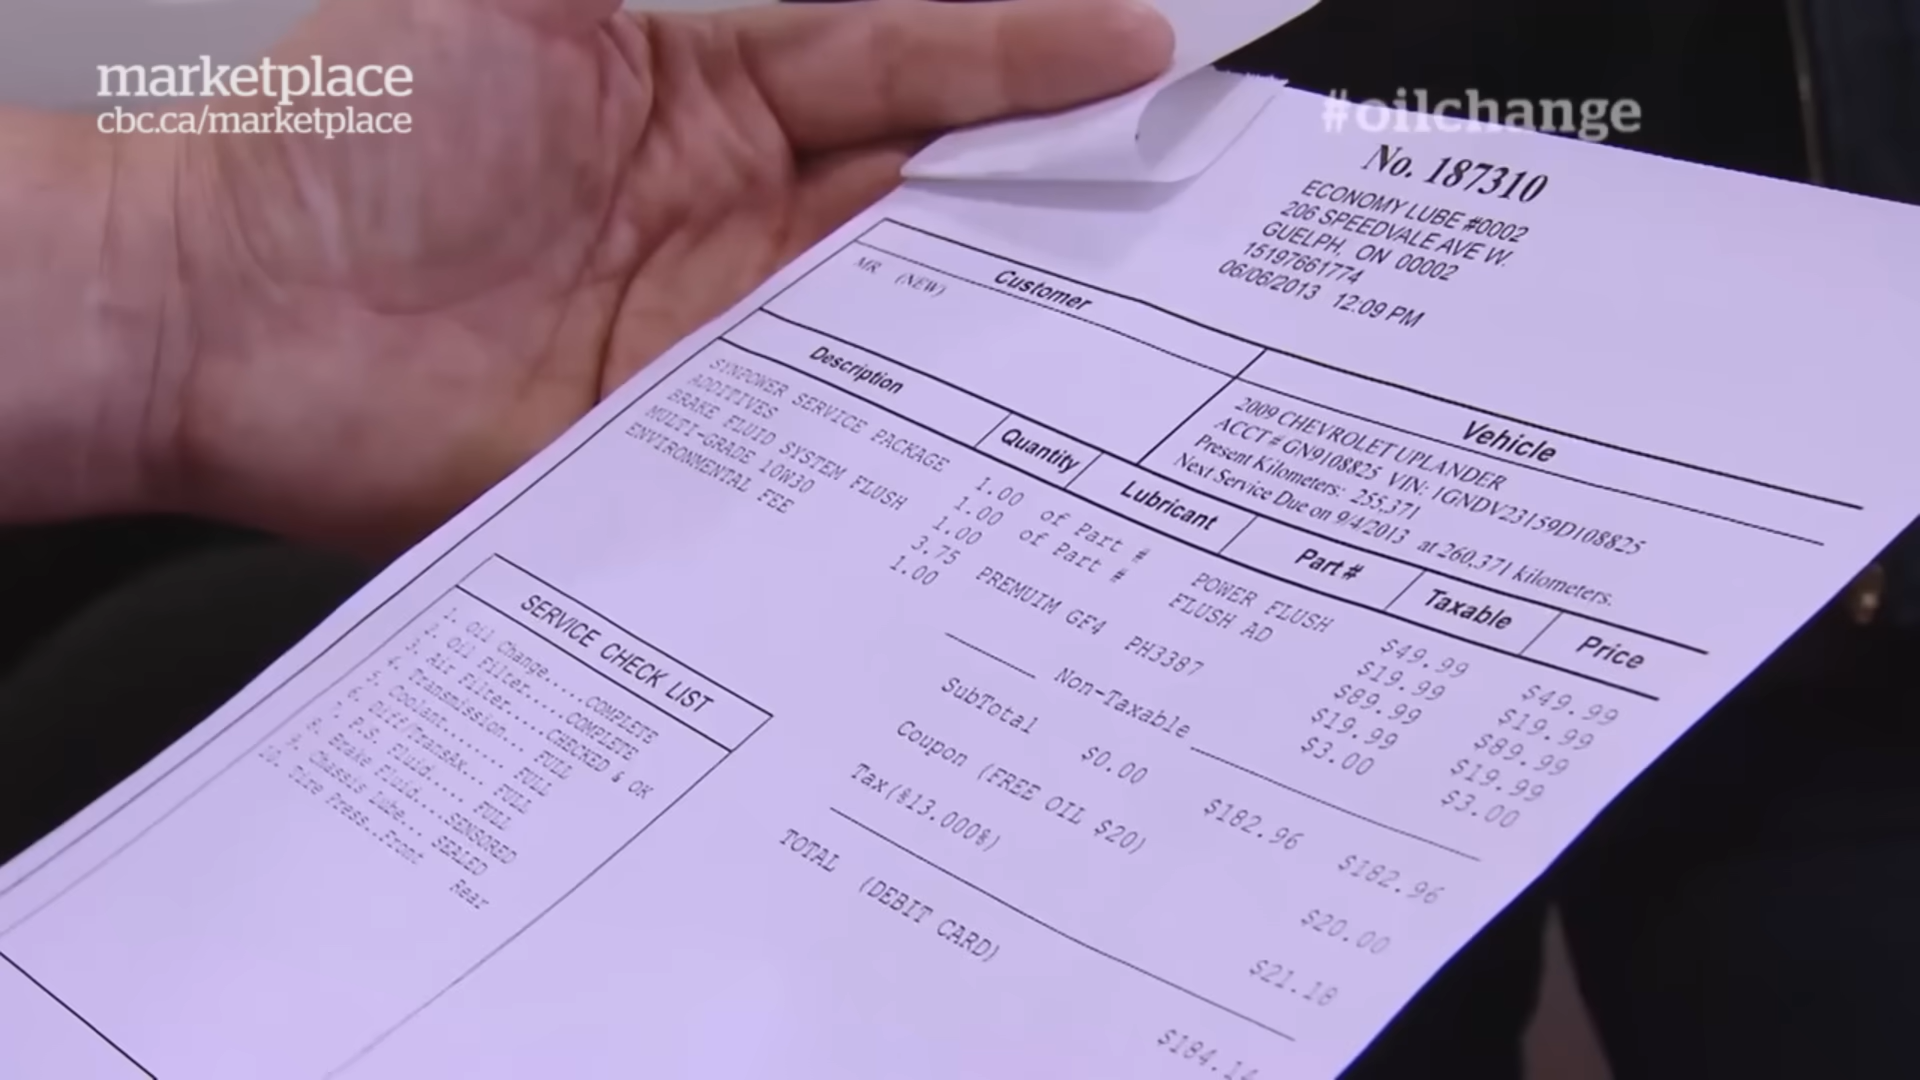 marketplace
cbc.ca/marketplace
#oilchange
No. 187310
ECONOMY LUBE #0002
206 SPEEDVALE AVE W.
GUELPH, ON 00002
15197661774
06/06/2013 12:09 PM
Customer
MR. (NEW)
Vehicle
2009 CHEVROLET UPLANDER
ACCT # GN9108825 VIN: 1GNDV23159D108825
Present Kilometers: 255,371
Next Service Due on 9/4/2013 at 260,371 kilometers.
Description Quantity Lubricant Part # Taxable Price
SYNPOWER SERVICE PACKAGE 1.00 of Part # POWER FLUSH $49.99 $49.99
ADDITIVES 1.00 of Part # FLUSH AD $19.99 $19.99
BRAKE FLUID SYSTEM FLUSH 1.00 $89.99 $89.99
MULTI-GRADE 10W30 3.75 PREMUIM GF4 PH3387 $19.99 $19.99
ENVIRONMENTAL FEE 1.00 $3.00 $3.00
Non-Taxable
SubTotal $0.00 $182.96 $182.96
Coupon (FREE OIL $20) $20.00
Tax(%13.000%) $21.18
TOTAL (DEBIT CARD) $184.14
SERVICE CHECK LIST
1. Oil Change.....COMPLETE
2. Oil Filter.....COMPLETE
3. Air Filter.....CHECKED & OK
4. Transmission... FULL
5. Coolant....... FULL
6. Diff/TransAx... FULL
7. P.S. Fluid.... FULL
8. Brake Fluid....SENSORED
9. Chassis Lube... SEALED
10. Tire Press..Front
Rear